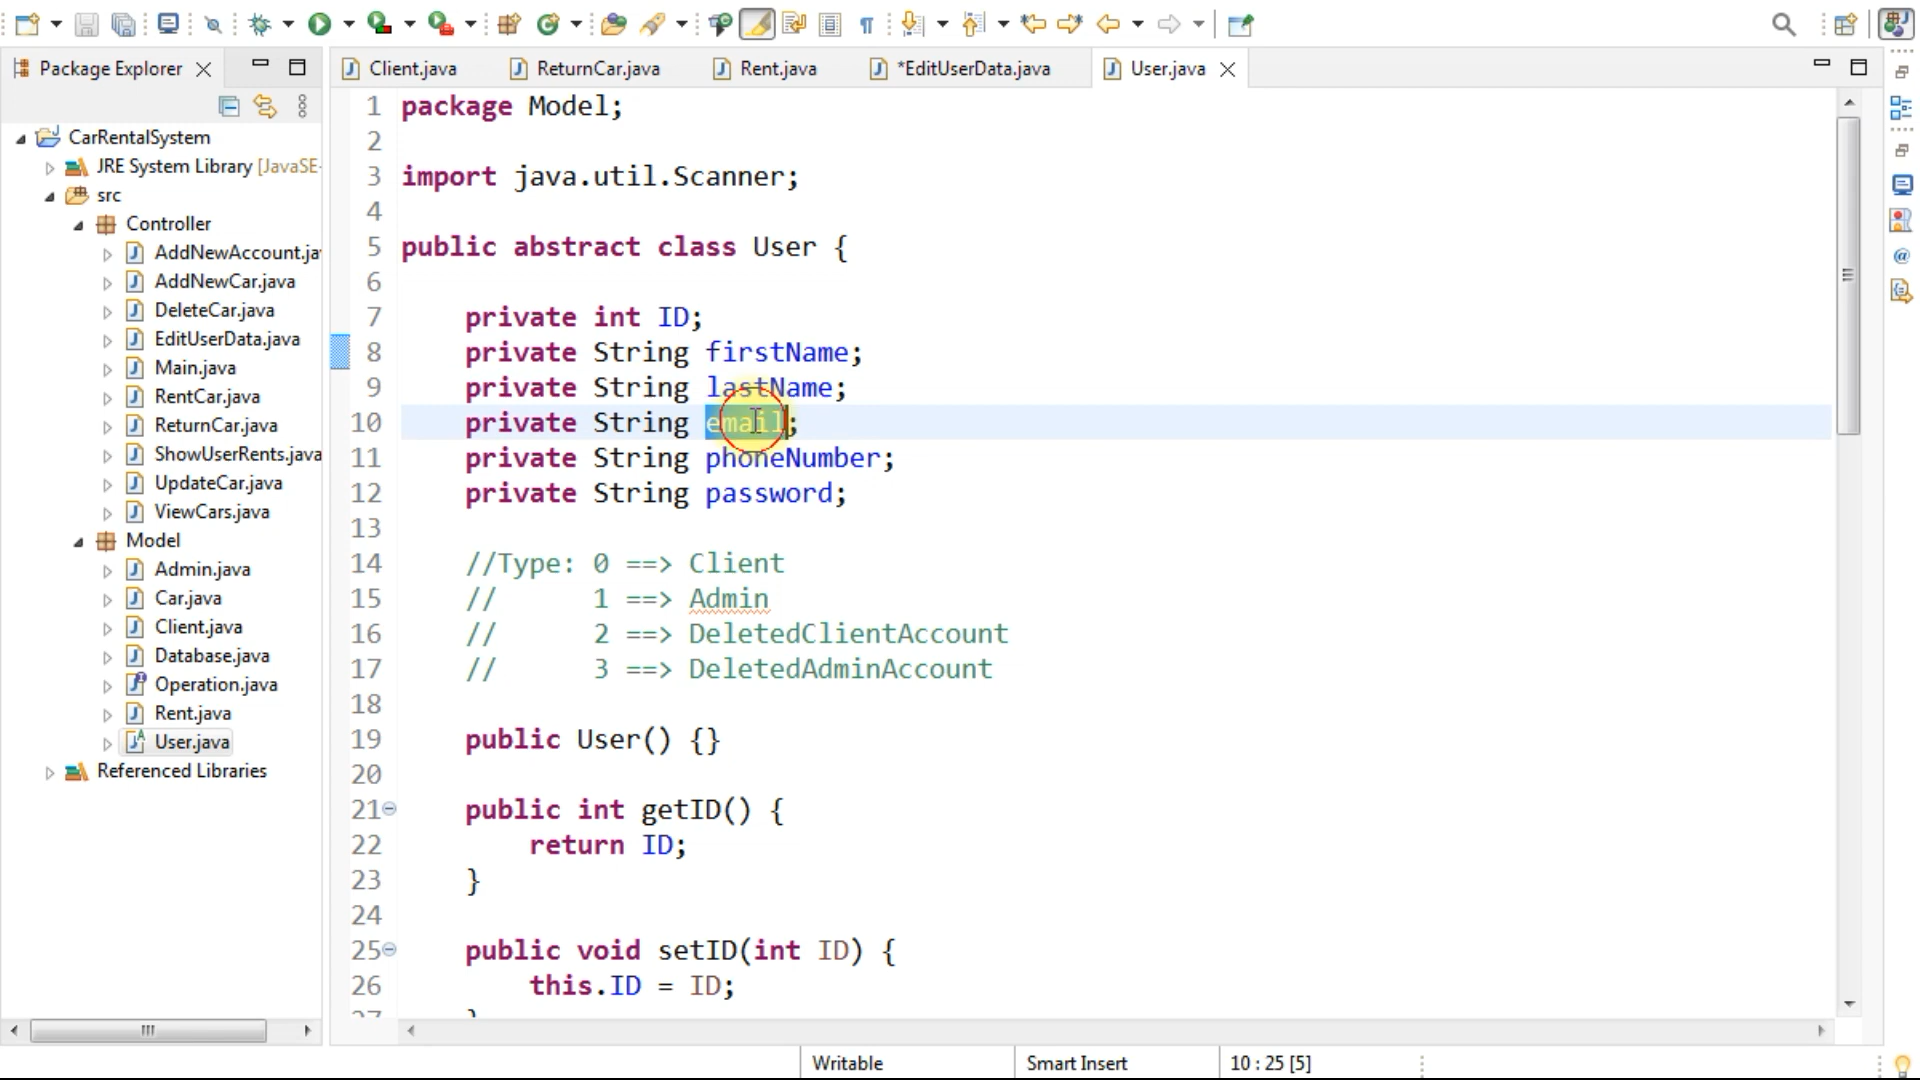 Package Explorer
Client.java
ReturnCar.java
Rent.java
*EditUserData.java
User.java
CarRentalSystem
JRE System Library [JavaSE-
src
Controller
AddNewAccount.ja
AddNewCar.java
DeleteCar.java
EditUserData.java
Main.java
RentCar.java
ReturnCar.java
ShowUserRents.java
UpdateCar.java
ViewCars.java
Model
Admin.java
Car.java
Client.java
Database.java
Operation.java
Rent.java
User.java
Referenced Libraries
1 package Model;
2
3 import java.util.Scanner;
4
5 public abstract class User {
6
7 private int ID;
8 private String firstName;
9 private String lastName;
10 private String email;
11 private String phoneNumber;
12 private String password;
13
14 //Type: 0 ==> Client
15 // 1 ==> Admin
16 // 2 ==> DeletedClientAccount
17 // 3 ==> DeletedAdminAccount
18
19 public User() {}
20
21 public int getID() {
22 return ID;
23 }
24
25 public void setID(int ID) {
26 this.ID = ID;
27 }
Writable
Smart Insert
10 : 25 [5]